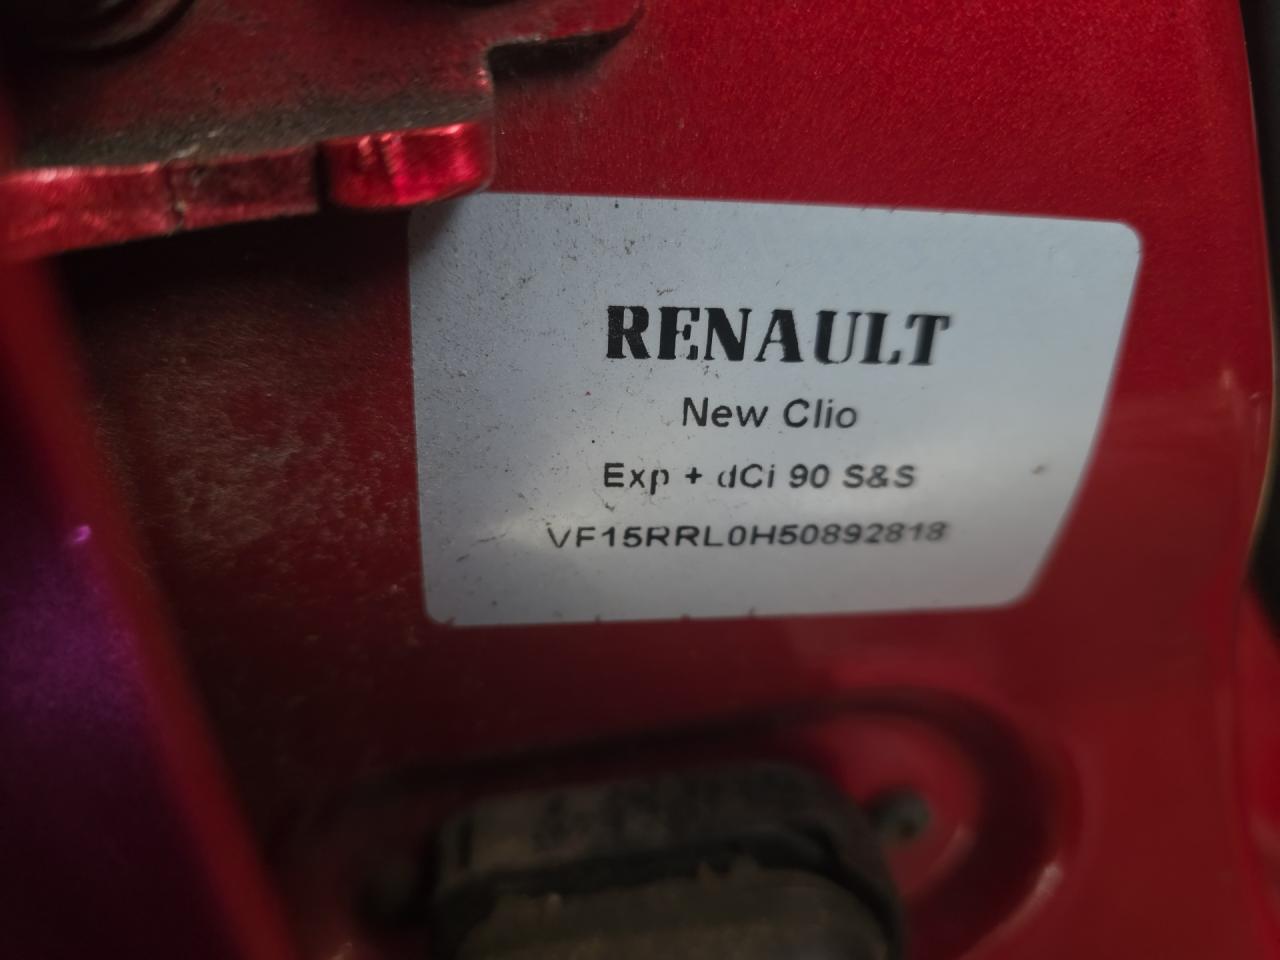 RENAULT
New Clio
Exp + dCi 90 S&S
VF15RRL0H50892818